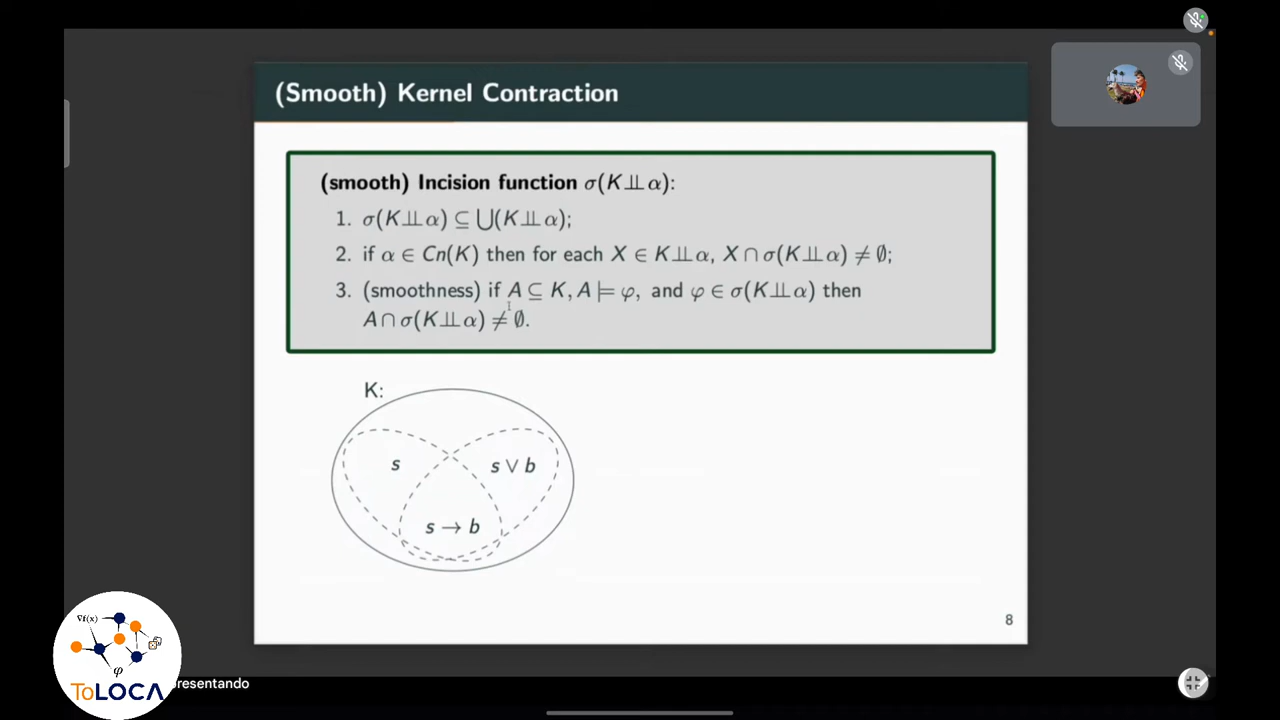 (Smooth) Kernel Contraction
(smooth) Incision function σ(K⫫α):
1. σ(K⫫α) ⊆ ⋃(K⫫α);
2. if α ∈ Cn(K) then for each X ∈ K⫫α, X ∩ σ(K⫫α) ≠ ∅;
3. (smoothness) if A ⊆ K, A ⊨ φ, and φ ∈ σ(K⫫α) then
A ∩ σ(K⫫α) ≠ ∅.
K:
s
s ∨ b
s → b
8
∇f(x)
φ
ToLOCA
presentando